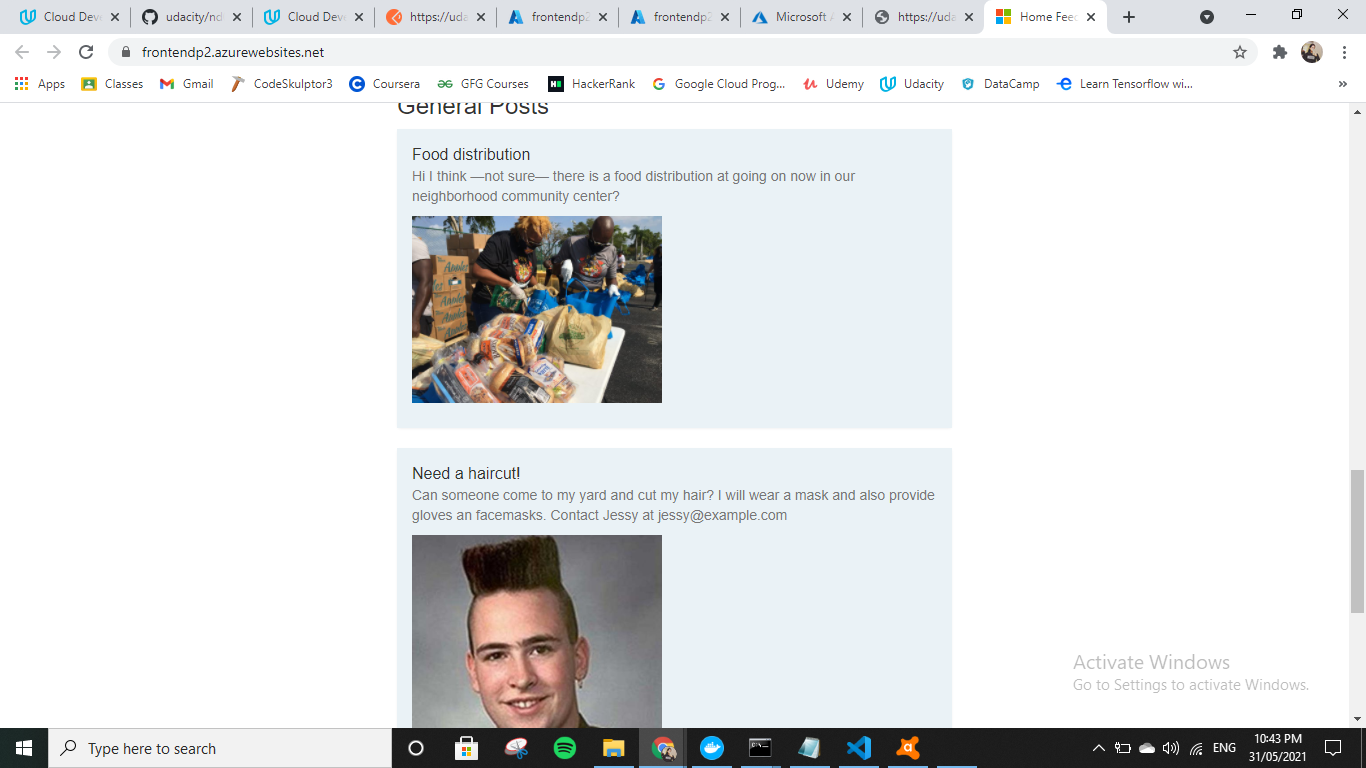 Cloud Deve
udacity/nd
Cloud Deve
https://uda
frontendp2
frontendp2
Microsoft A
https://uda
Home Feed
frontendp2.azurewebsites.net
Apps
Classes
Gmail
CodeSkulptor3
Coursera
GFG Courses
HackerRank
Google Cloud Prog...
Udemy
Udacity
DataCamp
Learn Tensorflow wi...
»
General Posts
Food distribution
Hi I think —not sure— there is a food distribution at going on now in our
neighborhood community center?
Apples
Apples
Need a haircut!
Can someone come to my yard and cut my hair? I will wear a mask and also provide
gloves an facemasks. Contact Jessy at jessy@example.com
Activate Windows
Go to Settings to activate Windows.
Type here to search
ENG
10:43 PM
31/05/2021